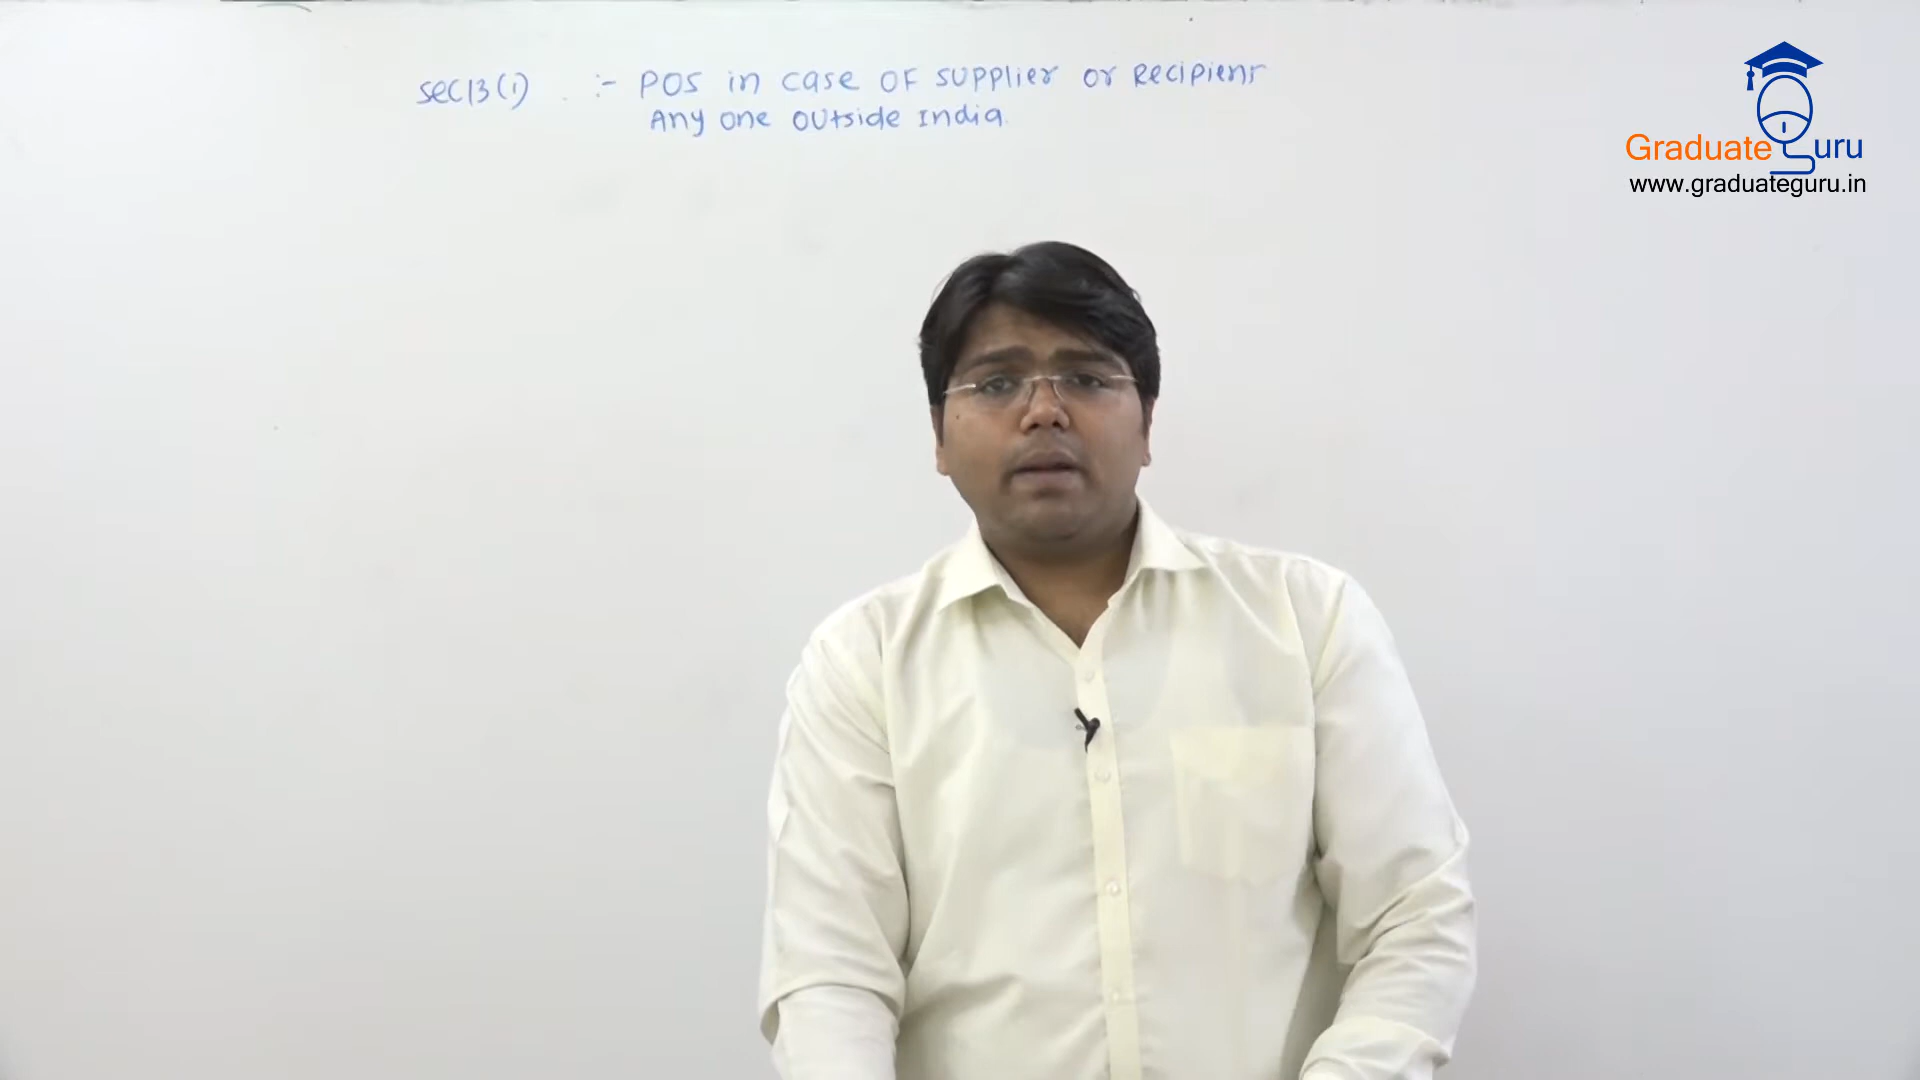 Sec13(1) :- POS in case OF supplier or Recipient
Any one outside India.
Graduate guru
www.graduateguru.in